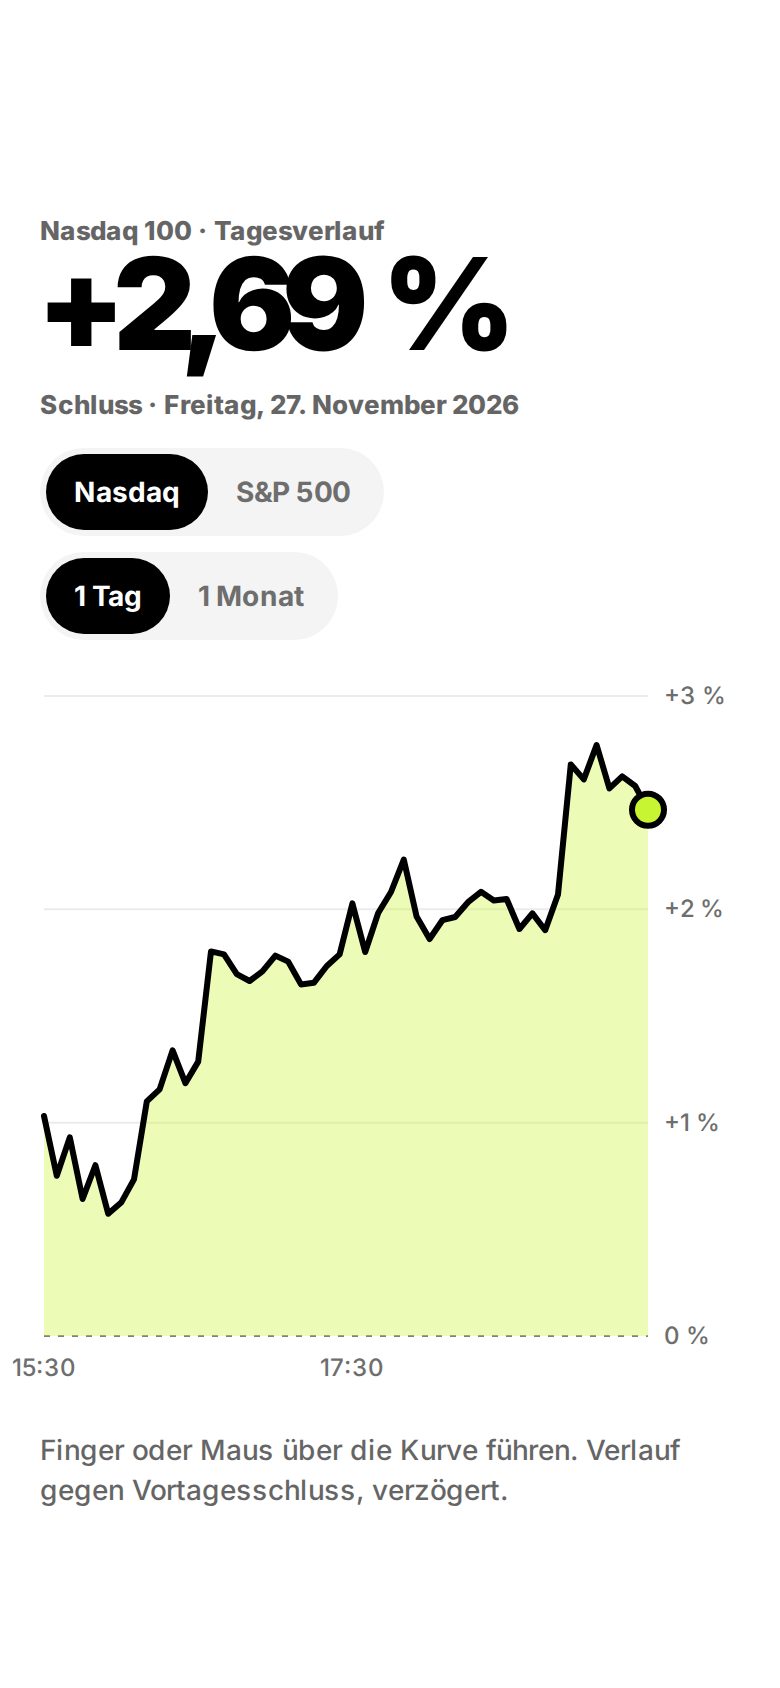 Nasdaq 100 · Tagesverlauf
+2,69 %
Schluss · Freitag, 27. November 2026
Nasdaq S&P 500
1 Tag 1 Monat
+3 %
+2 %
+1 %
0 %
15:30 17:30
Finger oder Maus über die Kurve führen. Verlauf
gegen Vortagesschluss, verzögert.